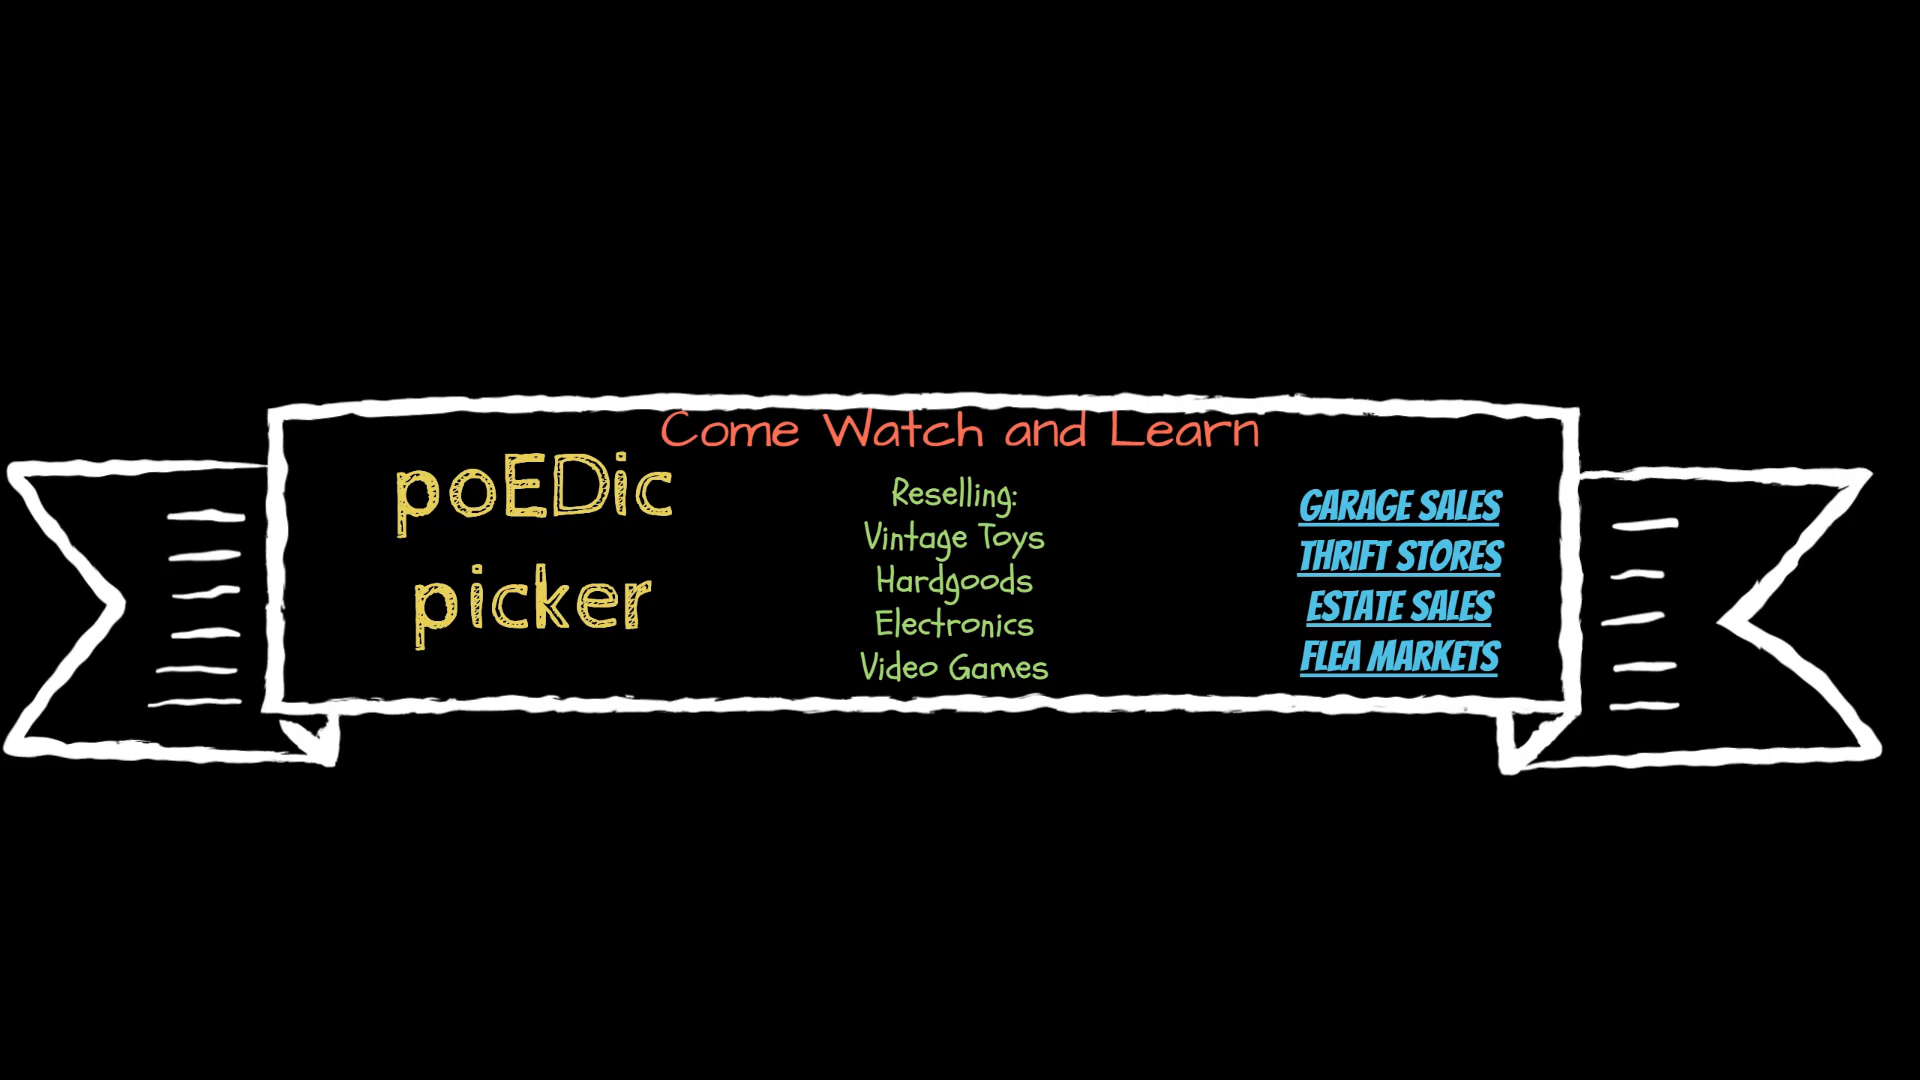 Come Watch and Learn
poEDic
picker
Reselling:
Vintage Toys
Hardgoods
Electronics
Video Games
GARAGE SALES
THRIFT STORES
ESTATE SALES
FLEA MARKETS